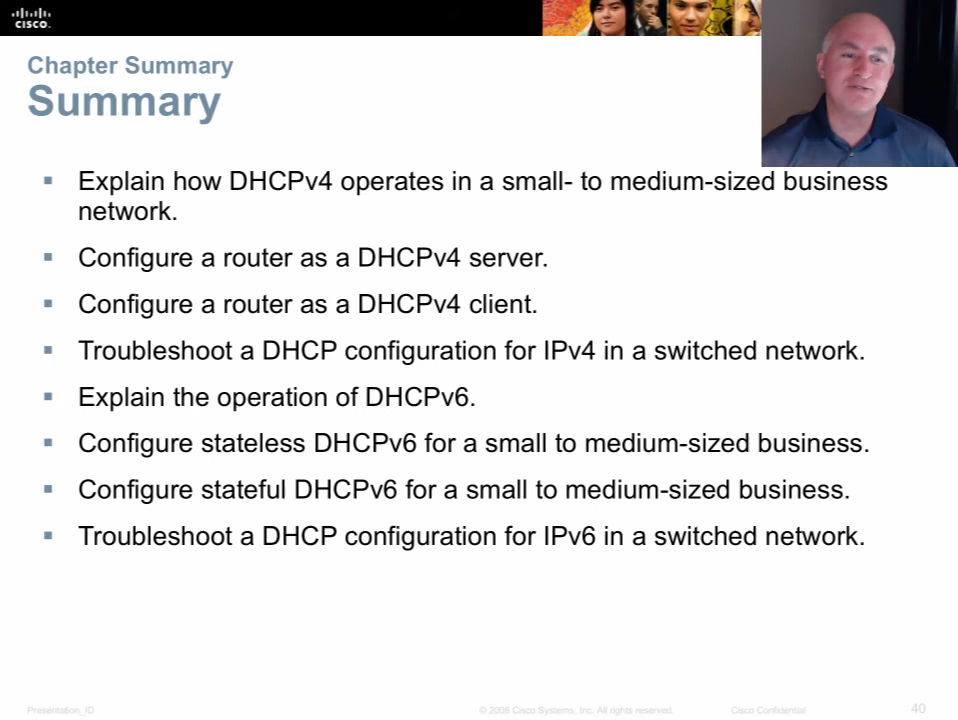 CISCO
Chapter Summary
Summary
Explain how DHCPv4 operates in a small- to medium-sized business
network.
Configure a router as a DHCPv4 server.
Configure a router as a DHCPv4 client.
Troubleshoot a DHCP configuration for IPv4 in a switched network.
Explain the operation of DHCPv6.
Configure stateless DHCPv6 for a small to medium-sized business.
Configure stateful DHCPv6 for a small to medium-sized business.
Troubleshoot a DHCP configuration for IPv6 in a switched network.
Presentation_ID © 2008 Cisco Systems, Inc. All rights reserved. Cisco Confidential 40